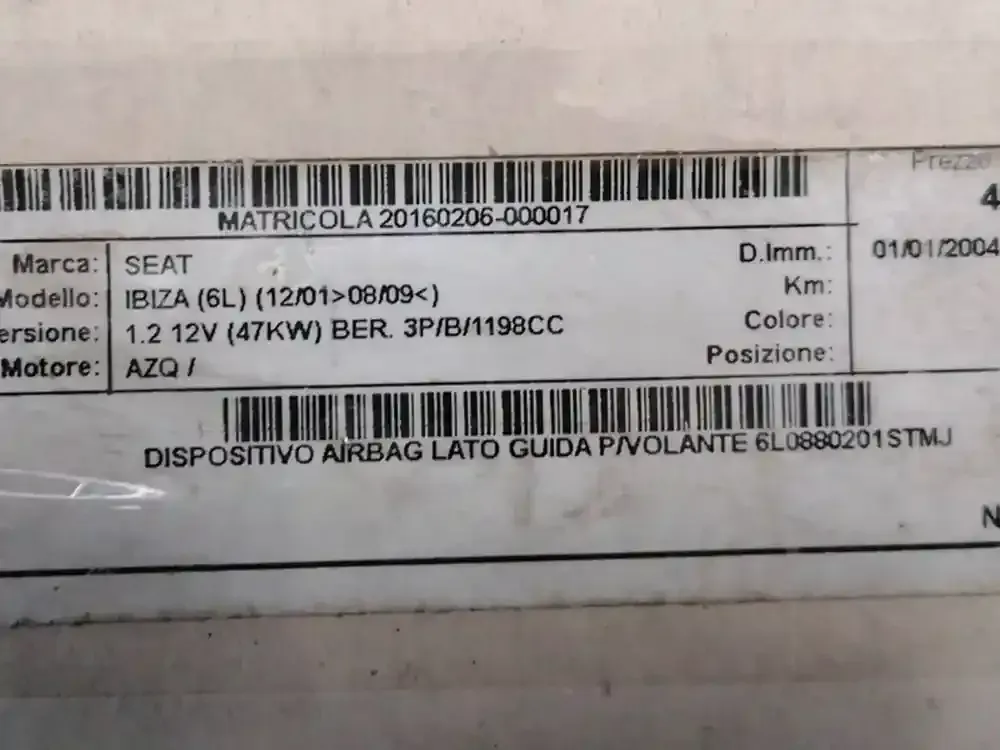 MATRICOLA 20160206-000017
Prezzo
4
Marca: SEAT
D.Imm.: 01/01/2004
Modello: IBIZA (6L) (12/01>08/09<)
Km:
ersione: 1.2 12V (47KW) BER. 3P/B/1198CC
Colore:
Motore: AZQ /
Posizione:
DISPOSITIVO AIRBAG LATO GUIDA P/VOLANTE 6L0880201STMJ
N